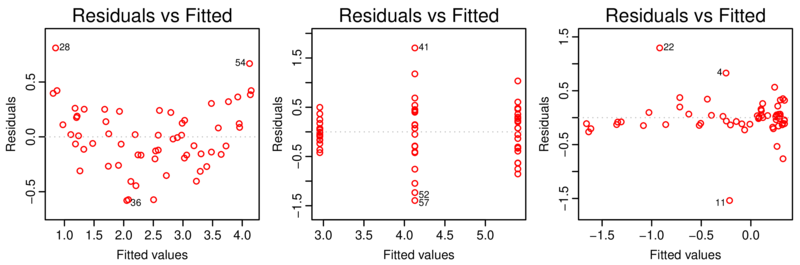 Residuals vs Fitted
Residuals
0.5
0.0
−0.5
28
54
36
1.0 1.5 2.0 2.5 3.0 3.5 4.0
Fitted values
Residuals vs Fitted
Residuals
1.5
0.5
−0.5
−1.5
41
52
57
3.0 3.5 4.0 4.5 5.0
Fitted values
Residuals vs Fitted
Residuals
1.5
0.5
−0.5
−1.5
22
4
11
−1.5 −1.0 −0.5 0.0
Fitted values